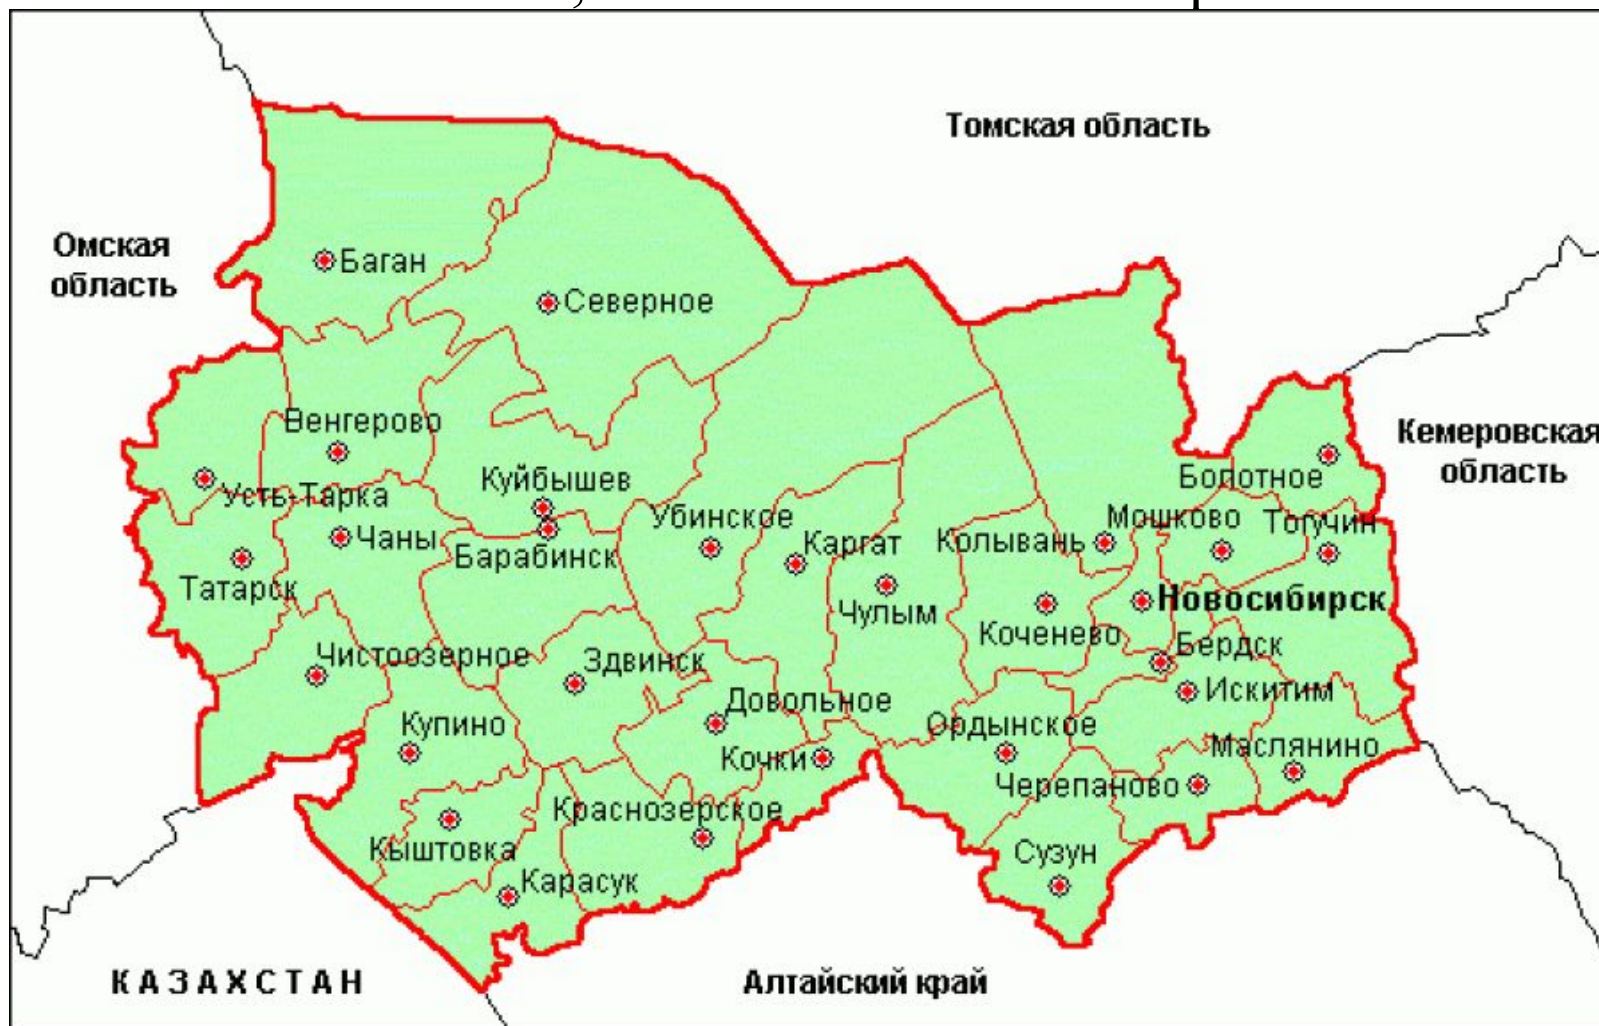 Томская область
Омская
область
Баган
Северное
Венгерово
Кемеровская
область
Куйбышев
Болотное
Усть-Тарка
Убинское
Мошково
Тогучин
Чаны
Барабинск
Каргат
Колывань
Татарск
Чулым
Новосибирск
Коченево
Бердск
Чистоозерное
Здвинск
Искитим
Довольное
Купино
Ордынское
Маслянино
Кочки
Черепаново
Краснозерское
Кыштовка
Сузун
Карасук
КАЗАХСТАН
Алтайский край